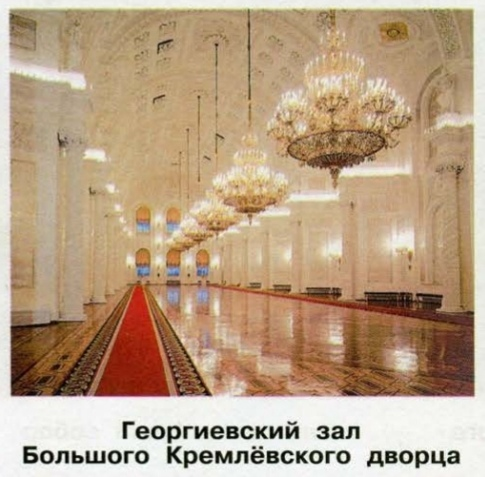 Георгиевский зал
Большого Кремлёвского дворца